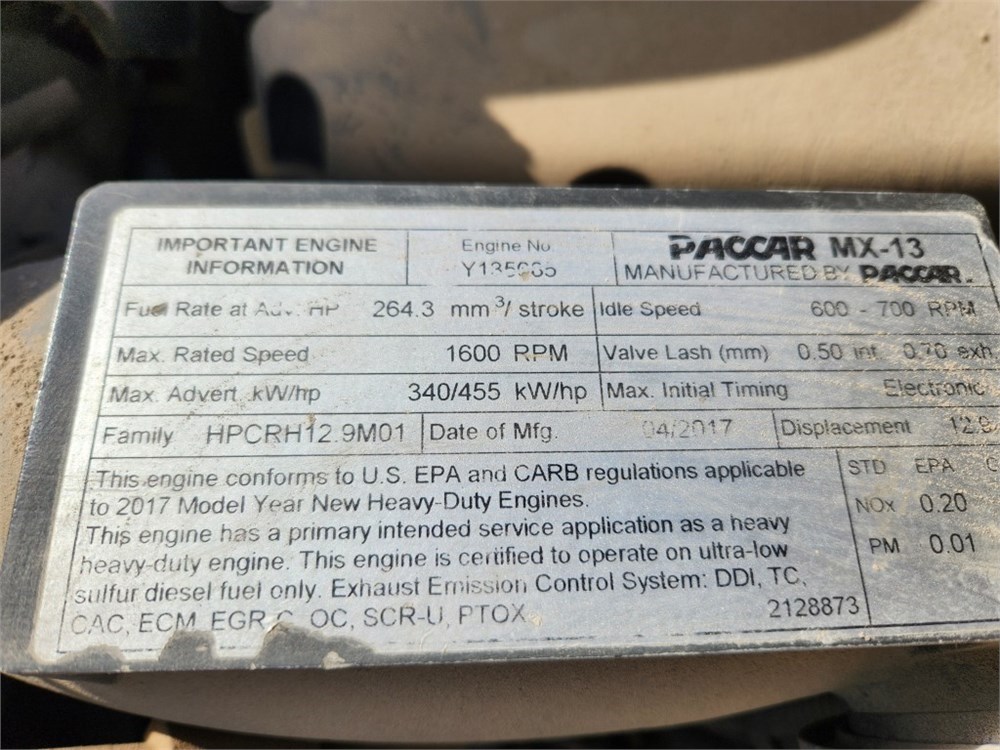 IMPORTANT ENGINE INFORMATION
Engine No
PACCAR MX-13
MANUFACTURED BY PACCAR
Fuel Rate at Adv. HP 264.3 mm³/ stroke
Idle Speed 600 - 700 RPM
Max. Rated Speed 1600 RPM
Valve Lash (mm) 0.50 int 0.70 exh
Max. Advert. kW/hp 340/455 kW/hp
Max. Initial Timing Electronic
Family HPCRH12.9M01
Date of Mfg. 04/2017
Displacement
This engine conforms to U.S. EPA and CARB regulations applicable
to 2017 Model Year New Heavy-Duty Engines.
This engine has a primary intended service application as a heavy
heavy-duty engine. This engine is certified to operate on ultra-low
sulfur diesel fuel only. Exhaust Emission Control System: DDI, TC,
CAC, ECM, EGR OC, SCR-U, PTOX
2128873
STD EPA
NOx 0.20
PM 0.01